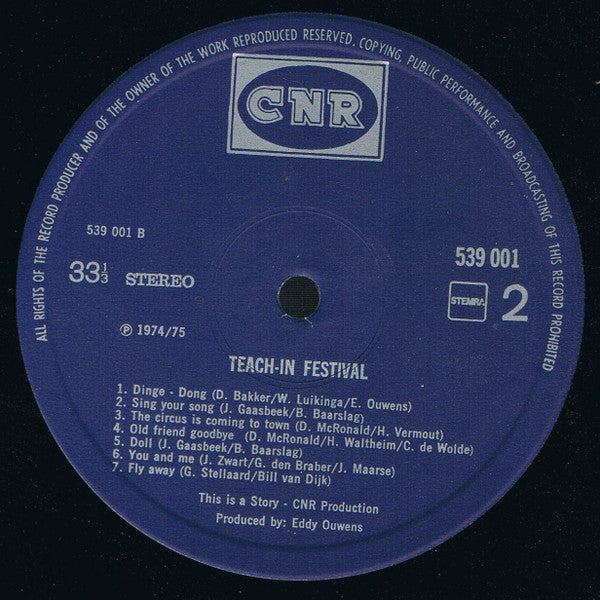 ALL RIGHTS OF THE RECORD PRODUCER AND OF THE OWNER OF THE WORK REPRODUCED RESERVED. COPYING, PUBLIC PERFORMANCE AND BROADCASTING OF THIS RECORD PROHIBITED
CNR
539 001 B
539 001
33⅓ STEREO
STEMRA 2
℗ 1974/75
TEACH-IN FESTIVAL
1. Dinge - Dong (D. Bakker/W. Luikinga/E. Ouwens)
2. Sing your song (J. Gaasbeek/B. Baarslag)
3. The circus is coming to town (D. McRonald/H. Vermout)
4. Old friend goodbye (D. McRonald/H. Waltheim/C. de Wolde)
5. Doll (J. Gaasbeek/B. Baarslag)
6. You and me (J. Zwart/G. den Braber/J. Maarse)
7. Fly away (G. Stellaard/Bill van Dijk)
This is a Story - CNR Production
Produced by: Eddy Ouwens